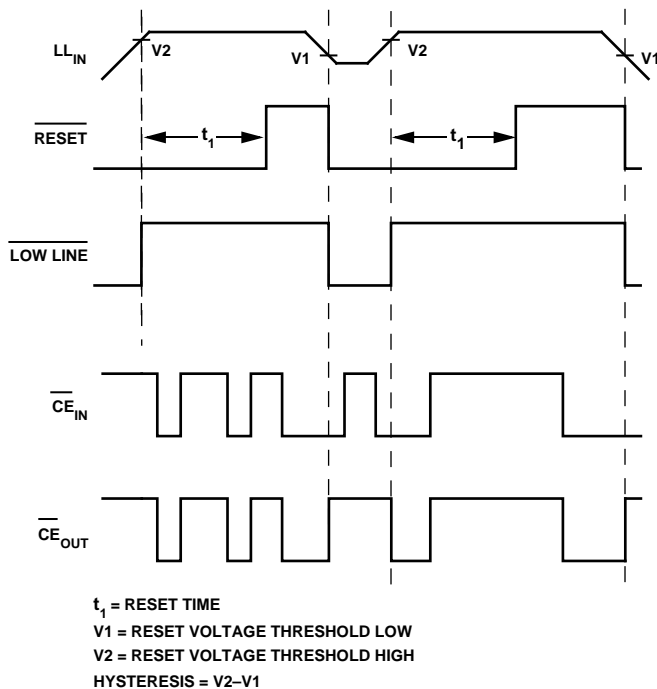 LL_IN
V2
V1
V2
V1
RESET
t_1
t_1
LOW LINE
CE_IN
CE_OUT
t_1 = RESET TIME
V1 = RESET VOLTAGE THRESHOLD LOW
V2 = RESET VOLTAGE THRESHOLD HIGH
HYSTERESIS = V2–V1